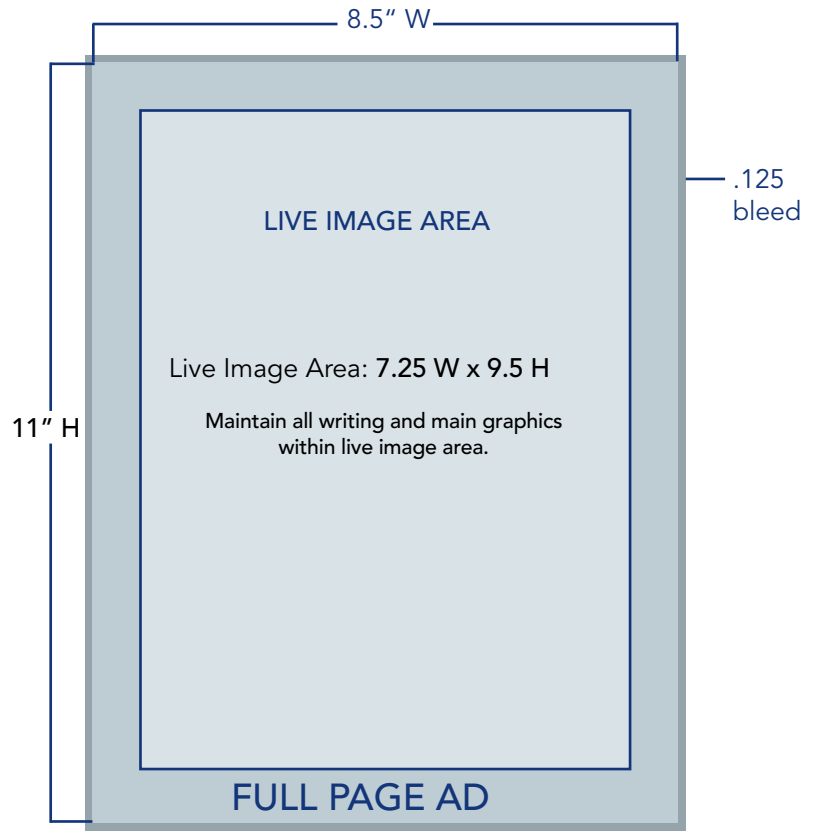 8.5" W
.125
bleed
LIVE IMAGE AREA
Live Image Area: 7.25 W x 9.5 H
Maintain all writing and main graphics
within live image area.
11" H
FULL PAGE AD